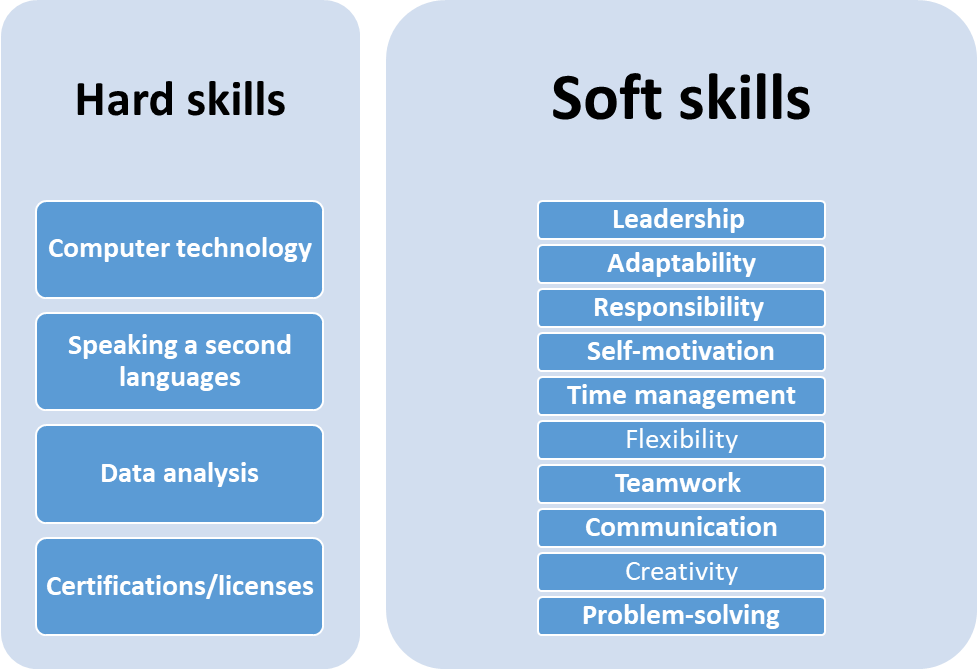 Hard skills
Computer technology
Speaking a second
languages
Data analysis
Certifications/licenses
Soft skills
Leadership
Adaptability
Responsibility
Self-motivation
Time management
Flexibility
Teamwork
Communication
Creativity
Problem-solving